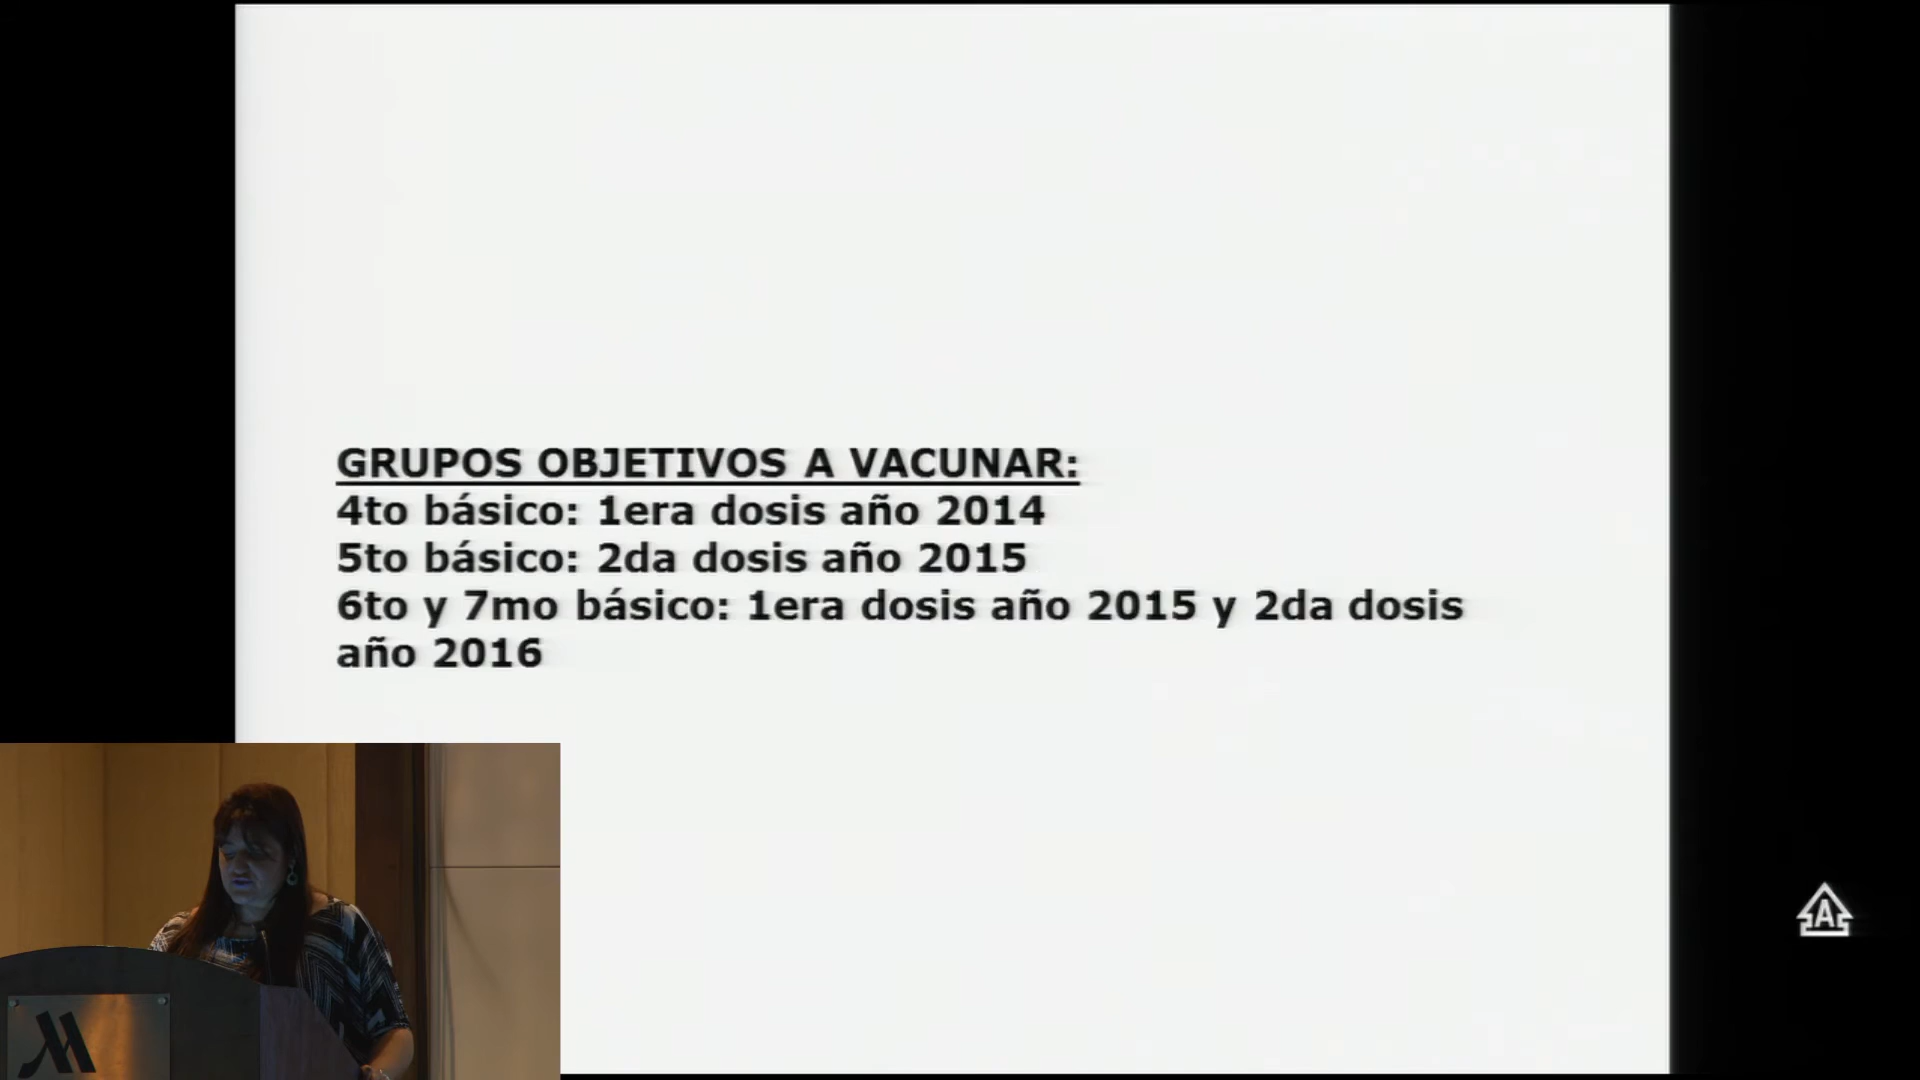 GRUPOS OBJETIVOS A VACUNAR:
4to básico: 1era dosis año 2014
5to básico: 2da dosis año 2015
6to y 7mo básico: 1era dosis año 2015 y 2da dosis
año 2016
A